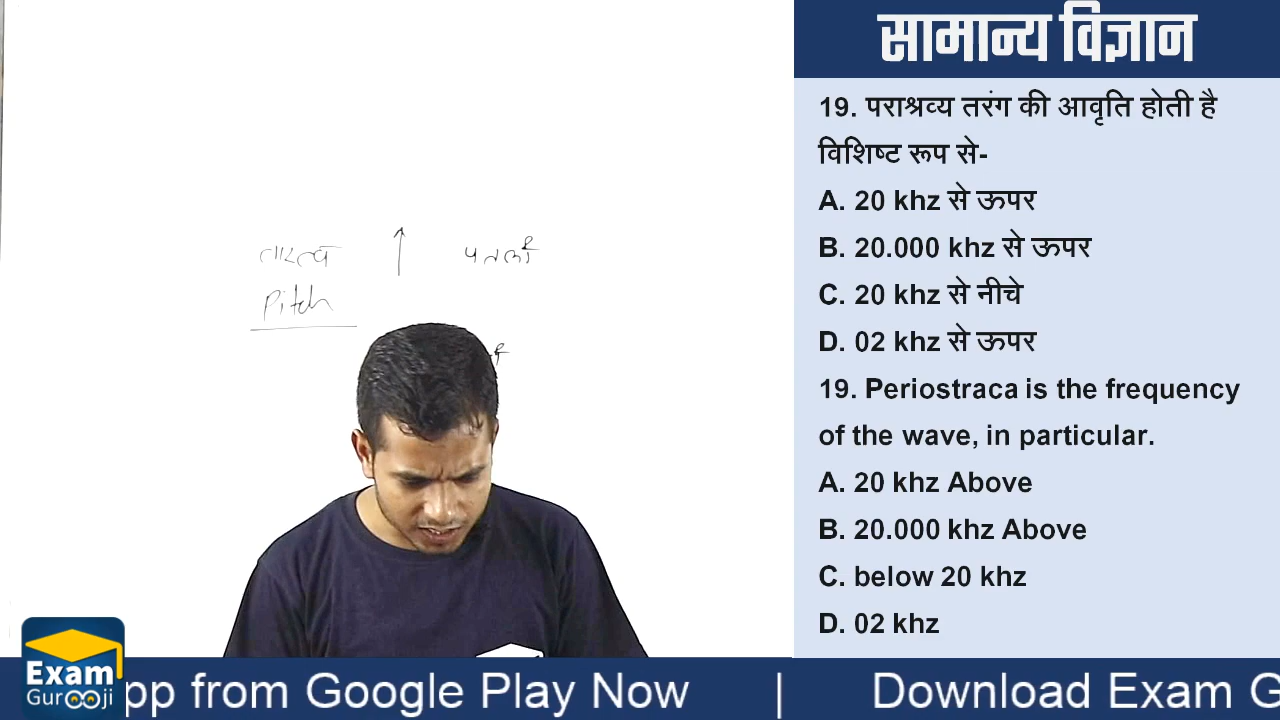 सामान्य विज्ञान
19. पराश्रव्य तरंग की आवृति होती है
विशिष्ट रूप से-
A. 20 khz से ऊपर
B. 20.000 khz से ऊपर
C. 20 khz से नीचे
D. 02 khz से ऊपर
19. Periostraca is the frequency
of the wave, in particular.
A. 20 khz Above
B. 20.000 khz Above
C. below 20 khz
D. 02 khz
तारत्व
Pitch
Exam
Gurooji
pp from Google Play Now | Download Exam G